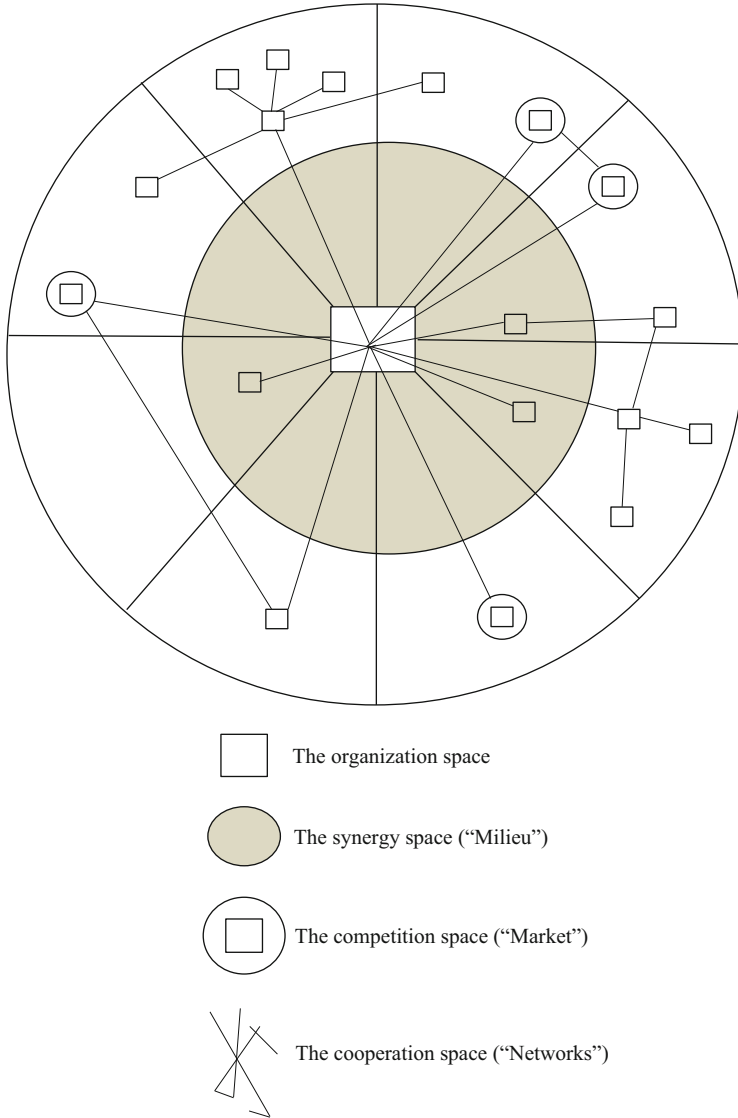 The organization space
The synergy space (“Milieu”)
The competition space (“Market”)
The cooperation space (“Networks”)